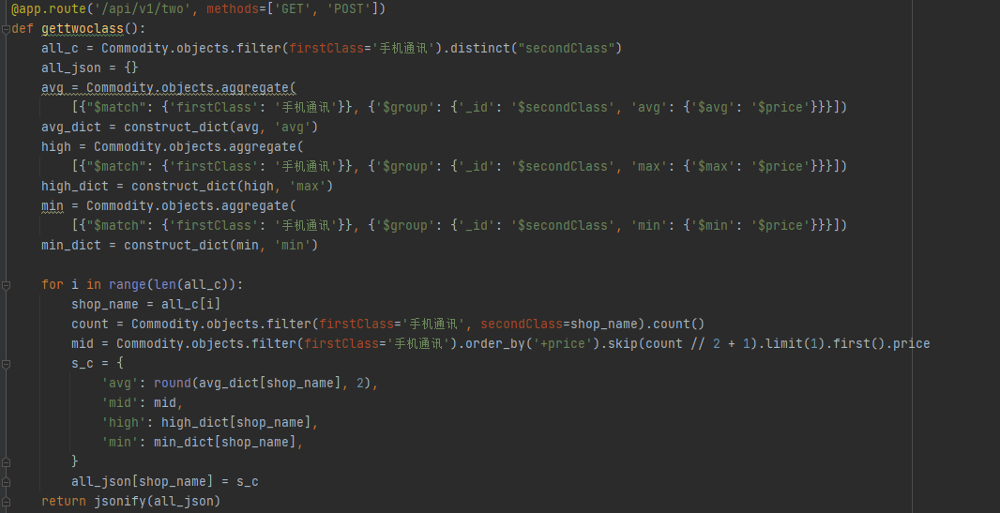 @app.route('/api/v1/two', methods=['GET', 'POST'])
def gettwoclass():
    all_c = Commodity.objects.filter(firstClass='手机通讯').distinct("secondClass")
    all_json = {}
    avg = Commodity.objects.aggregate(
        [{"$match": {'firstClass': '手机通讯'}}, {'$group': {'_id': '$secondClass', 'avg': {'$avg': '$price'}}}])
    avg_dict = construct_dict(avg, 'avg')
    high = Commodity.objects.aggregate(
        [{"$match": {'firstClass': '手机通讯'}}, {'$group': {'_id': '$secondClass', 'max': {'$max': '$price'}}}])
    high_dict = construct_dict(high, 'max')
    min = Commodity.objects.aggregate(
        [{"$match": {'firstClass': '手机通讯'}}, {'$group': {'_id': '$secondClass', 'min': {'$min': '$price'}}}])
    min_dict = construct_dict(min, 'min')

    for i in range(len(all_c)):
        shop_name = all_c[i]
        count = Commodity.objects.filter(firstClass='手机通讯', secondClass=shop_name).count()
        mid = Commodity.objects.filter(firstClass='手机通讯').order_by('+price').skip(count // 2 + 1).limit(1).first().price
        s_c = {
            'avg': round(avg_dict[shop_name], 2),
            'mid': mid,
            'high': high_dict[shop_name],
            'min': min_dict[shop_name],
        }
        all_json[shop_name] = s_c
    return jsonify(all_json)